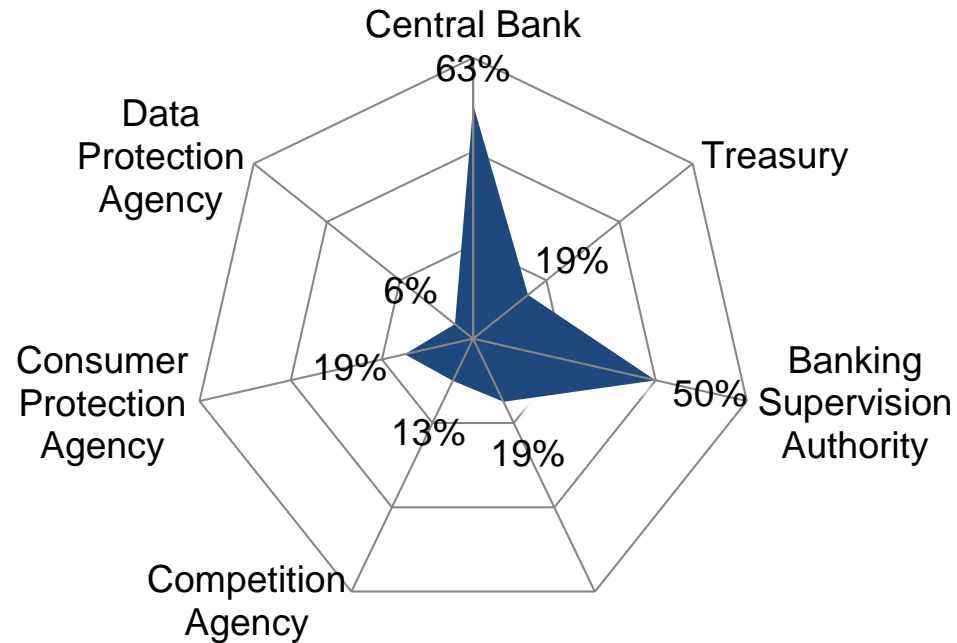 Central Bank
63%
Data
Protection
Agency
Treasury
19%
6%
Consumer
Protection
Agency
19%
50%
Banking
Supervision
Authority
13%
19%
Competition
Agency